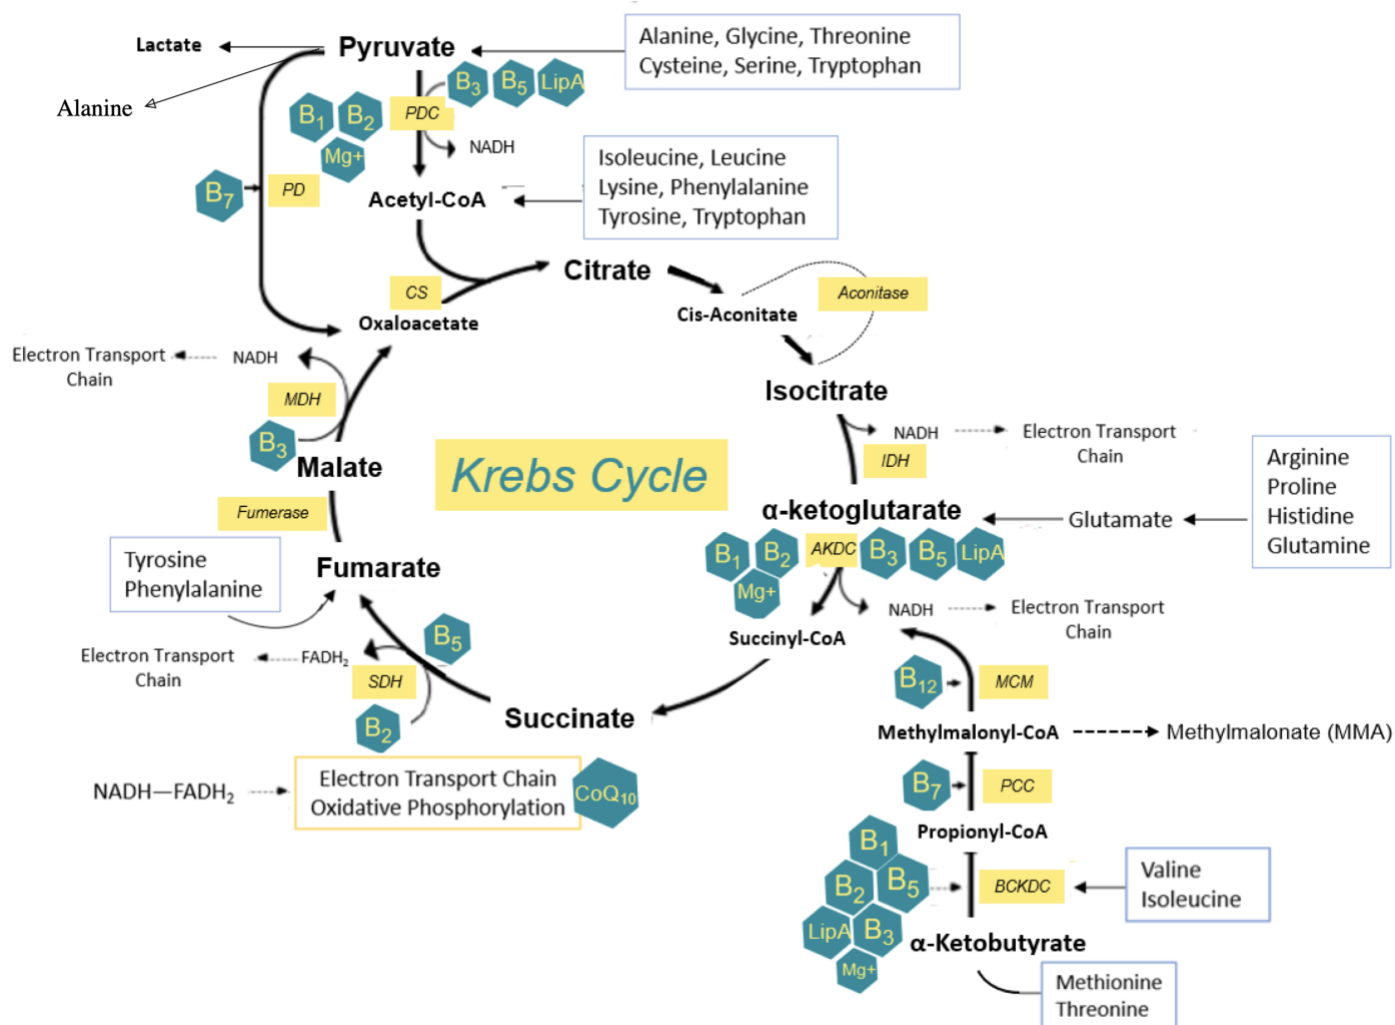 Lactate
Pyruvate
Alanine, Glycine, Threonine
Cysteine, Serine, Tryptophan
Alanine
B3
B5
LipA
B1
B2
PDC
Mg+
NADH
Isoleucine, Leucine
Lysine, Phenylalanine
Tyrosine, Tryptophan
B7
PD
Acetyl-CoA
Citrate
CS
Aconitase
Cis-Aconitate
Oxaloacetate
Electron Transport
Chain
NADH
MDH
Isocitrate
B3
Malate
NADH
Electron Transport
Chain
IDH
Krebs Cycle
Arginine
Proline
Histidine
Glutamine
Fumerase
α-ketoglutarate
Glutamate
Tyrosine
Phenylalanine
Fumarate
B1
B2
AKDC
B3
B5
LipA
Mg+
NADH
Electron Transport
Chain
Succinyl-CoA
B5
Electron Transport
Chain
FADH2
SDH
B2
Succinate
B12
MCM
Methylmalonyl-CoA
Methylmalonate (MMA)
NADH—FADH2
Electron Transport Chain
Oxidative Phosphorylation
CoQ10
B7
PCC
Propionyl-CoA
B1
B2
B5
BCKDC
Valine
Isoleucine
LipA
B3
α-Ketobutyrate
Mg+
Methionine
Threonine